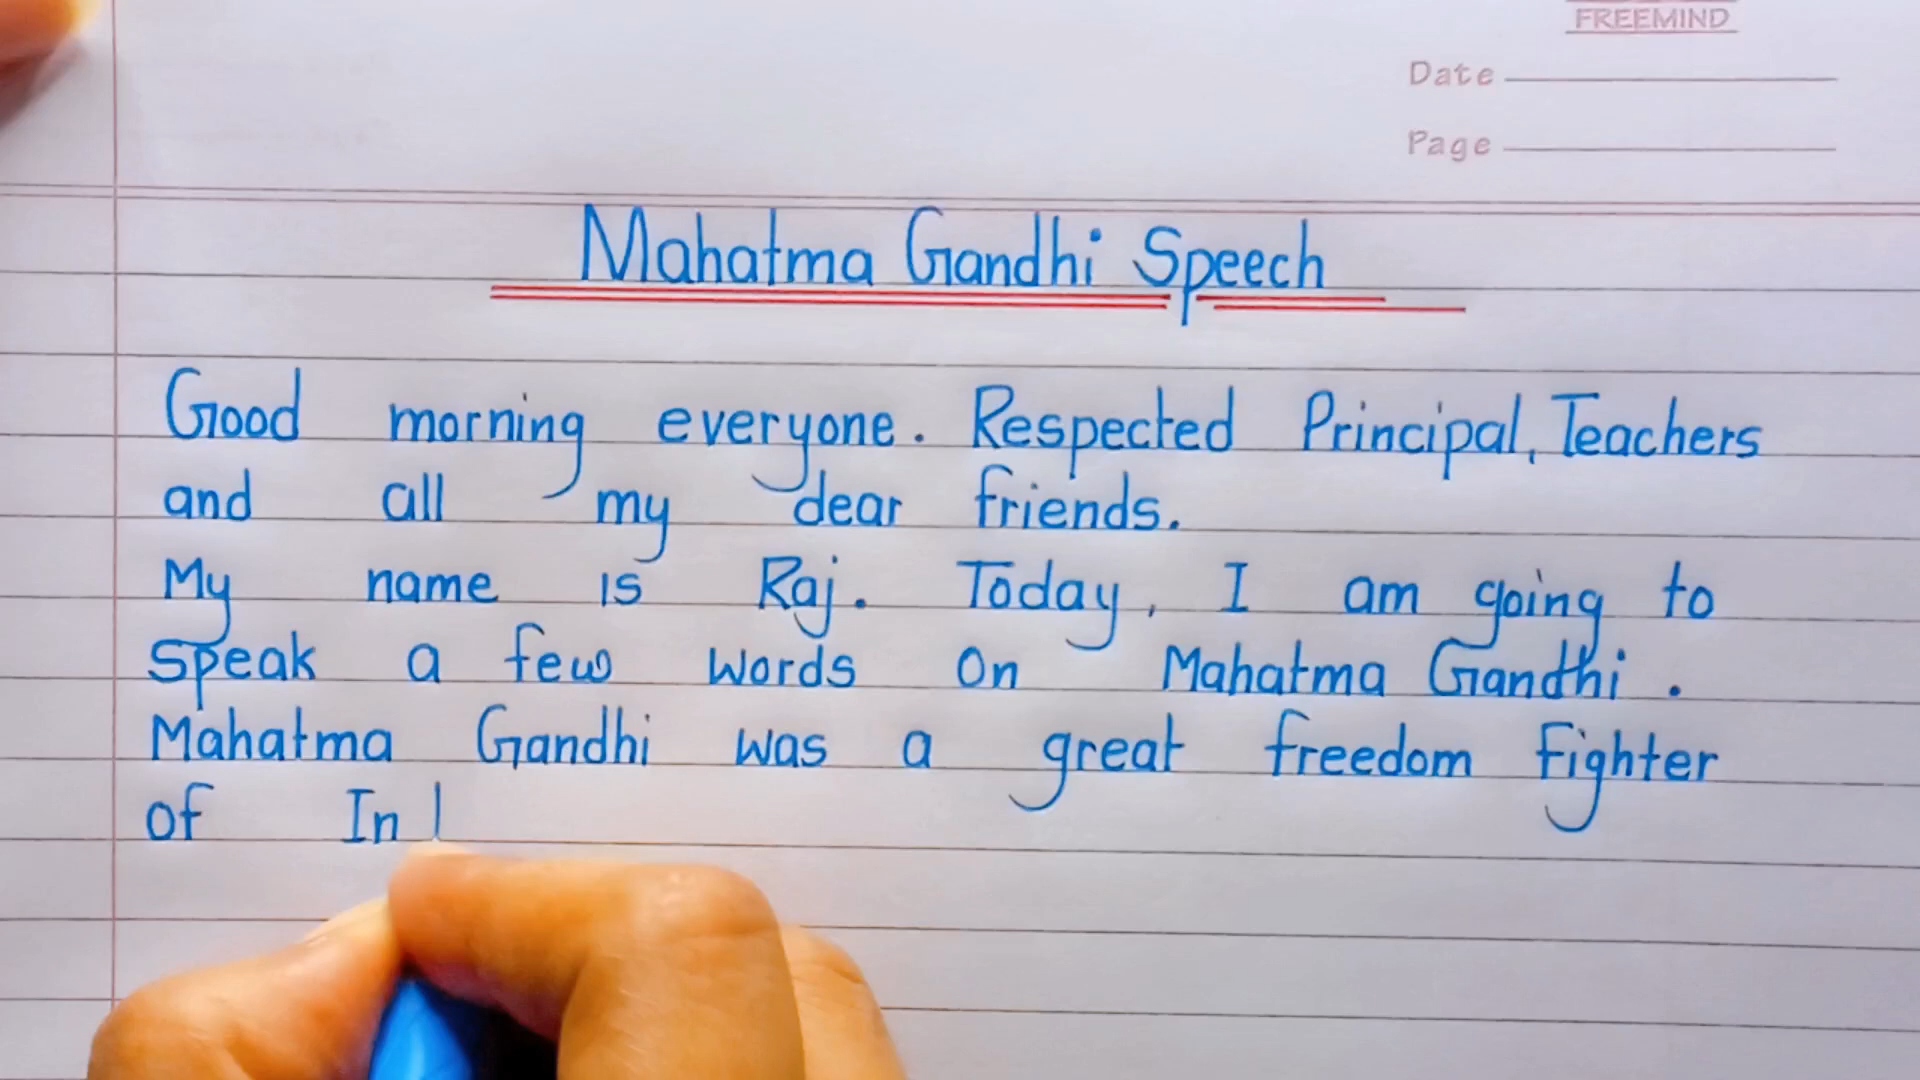 FREEMIND
Date
Page
Mahatma Gandhi Speech
Good morning everyone. Respected Principal, Teachers
and all my dear friends.
My name is Raj. Today, I am going to
speak a few words on Mahatma Gandhi.
Mahatma Gandhi was a great freedom fighter
of In